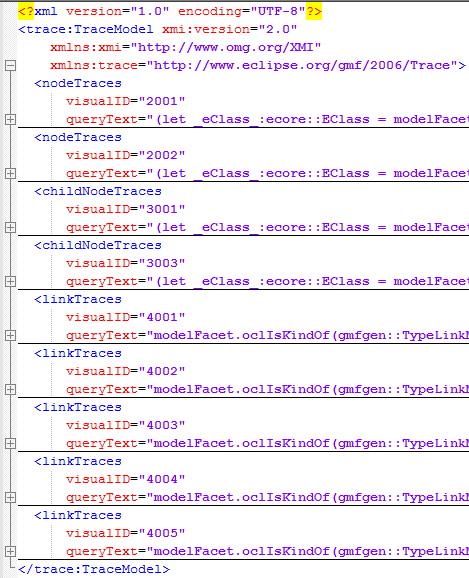 <?xml version="1.0" encoding="UTF-8"?>
<trace:TraceModel xmi:version="2.0"
xmlns:xmi="http://www.omg.org/XMI"
xmlns:trace="http://www.eclipse.org/gmf/2006/Trace">
<nodeTraces
visualID="2001"
queryText="(let _eClass_:ecore::EClass = modelFacet
<nodeTraces
visualID="2002"
queryText="(let _eClass_:ecore::EClass = modelFacet
<childNodeTraces
visualID="3001"
queryText="(let _eClass_:ecore::EClass = modelFacet
<childNodeTraces
visualID="3003"
queryText="(let _eClass_:ecore::EClass = modelFacet
<linkTraces
visualID="4001"
queryText="modelFacet.oclIsKindOf(gmfgen::TypeLinkM
<linkTraces
visualID="4002"
queryText="modelFacet.oclIsKindOf(gmfgen::TypeLinkM
<linkTraces
visualID="4003"
queryText="modelFacet.oclIsKindOf(gmfgen::TypeLinkM
<linkTraces
visualID="4004"
queryText="modelFacet.oclIsKindOf(gmfgen::TypeLinkM
<linkTraces
visualID="4005"
queryText="modelFacet.oclIsKindOf(gmfgen::TypeLinkM
</trace:TraceModel>